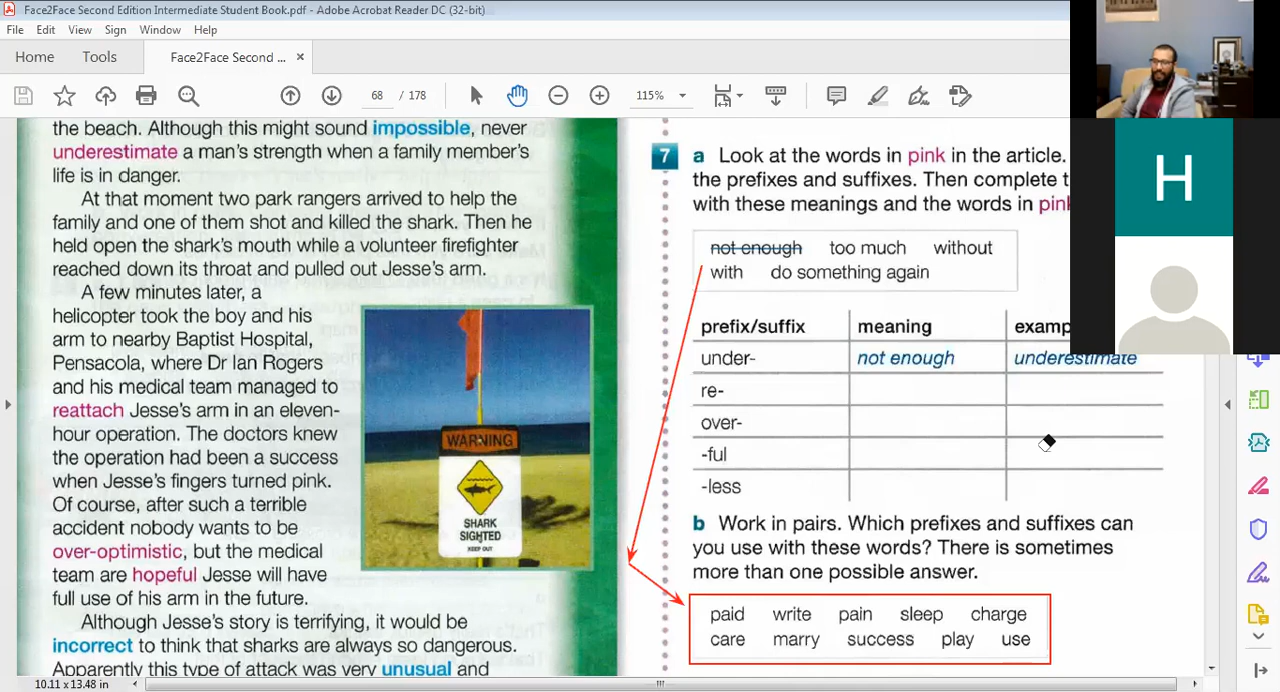 Face2Face Second Edition Intermediate Student Book.pdf - Adobe Acrobat Reader DC (32-bit)
File Edit View Sign Window Help
Home Tools Face2Face Second ... ×
68 / 178 115%
the beach. Although this might sound impossible, never
underestimate a man's strength when a family member's
life is in danger.
At that moment two park rangers arrived to help the
family and one of them shot and killed the shark. Then he
held open the shark's mouth while a volunteer firefighter
reached down its throat and pulled out Jesse's arm.
A few minutes later, a
helicopter took the boy and his
arm to nearby Baptist Hospital,
Pensacola, where Dr Ian Rogers
and his medical team managed to
reattach Jesse's arm in an eleven-
hour operation. The doctors knew
the operation had been a success
when Jesse's fingers turned pink.
Of course, after such a terrible
accident nobody wants to be
over-optimistic, but the medical
team are hopeful Jesse will have
full use of his arm in the future.
Although Jesse's story is terrifying, it would be
incorrect to think that sharks are always so dangerous.
Apparently this type of attack was very unusual and
WARNING
SHARK
SIGHTED
KEEP OUT
7 a Look at the words in pink in the article.
the prefixes and suffixes. Then complete t
with these meanings and the words in pink
not enough too much without
with do something again
prefix/suffix meaning examp
under- not enough underestimate
re-
over-
-ful
-less
b Work in pairs. Which prefixes and suffixes can
you use with these words? There is sometimes
more than one possible answer.
paid write pain sleep charge
care marry success play use
H
10.11 x 13.48 in